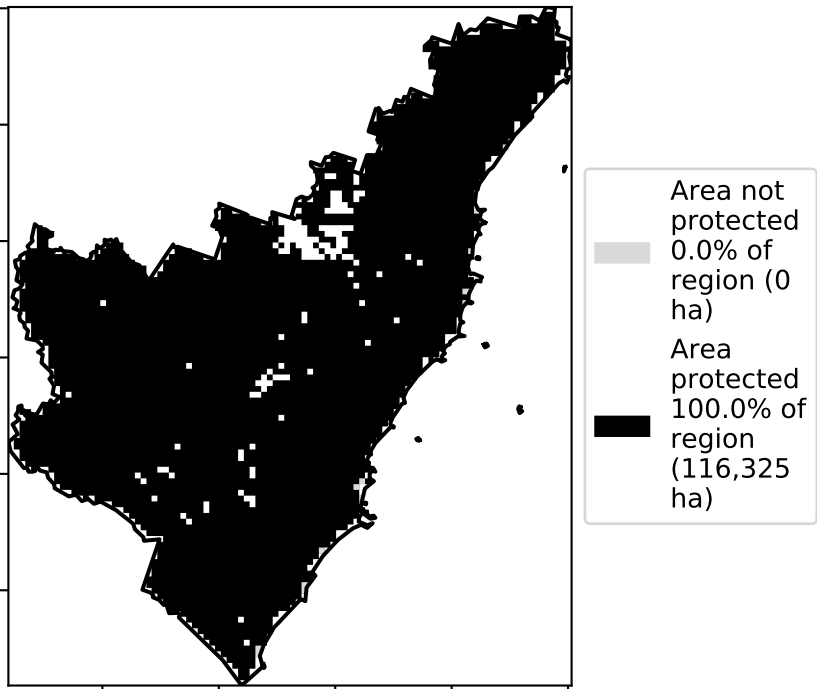 Area not
protected
0.0% of
region (0
ha)
Area
protected
100.0% of
region
(116,325
ha)